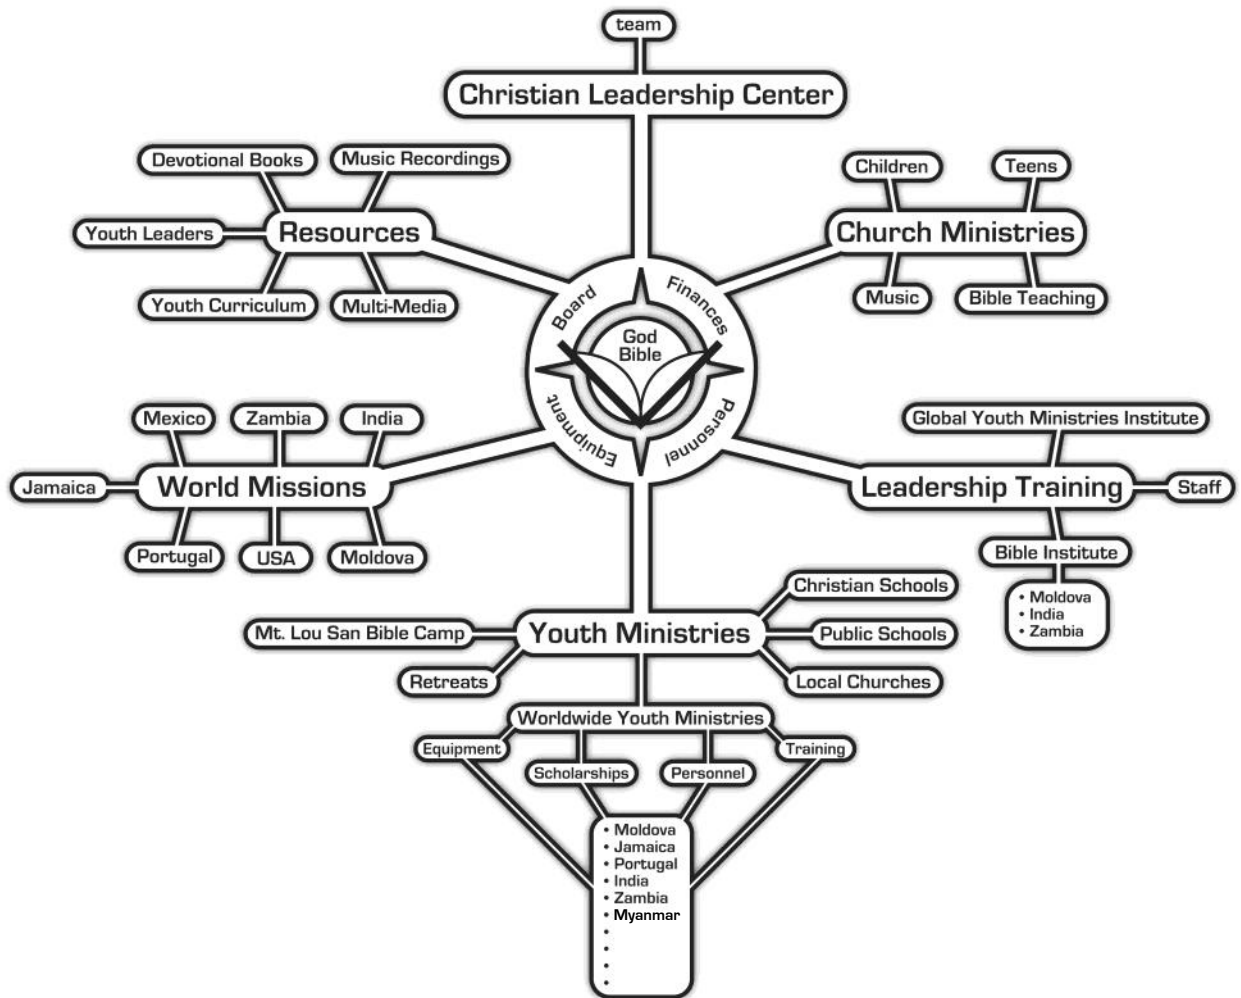 team
Christian Leadership Center
Devotional Books
Music Recordings
Youth Leaders
Resources
Youth Curriculum
Multi-Media
Children
Teens
Church Ministries
Music
Bible Teaching
Board
Finances
God
Bible
Equipment
Personnel
Mexico
Zambia
India
Jamaica
World Missions
Portugal
USA
Moldova
Global Youth Ministries Institute
Leadership Training
Staff
Bible Institute
• Moldova
• India
• Zambia
Christian Schools
Mt. Lou San Bible Camp
Youth Ministries
Public Schools
Retreats
Local Churches
Worldwide Youth Ministries
Equipment
Training
Scholarships
Personnel
• Moldova
• Jamaica
• Portugal
• India
• Zambia
• Myanmar
•
•
•
•